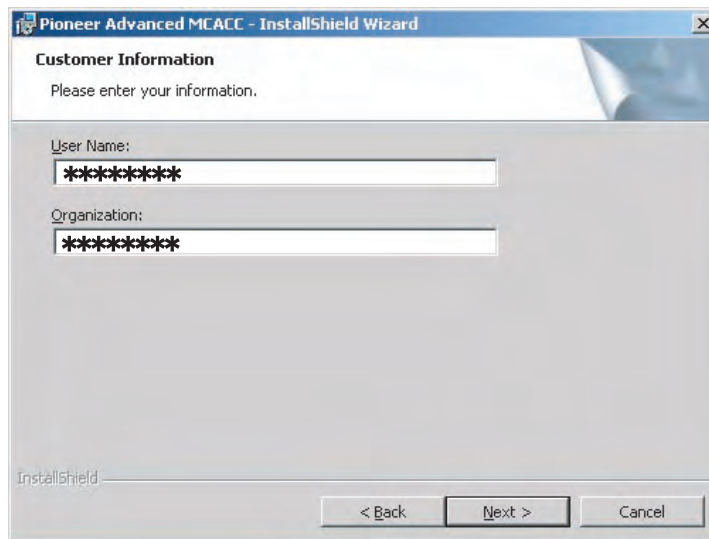 Pioneer Advanced MCACC - InstallShield Wizard
Customer Information
Please enter your information.
User Name:
********
Organization:
********
InstallShield
< Back Next > Cancel